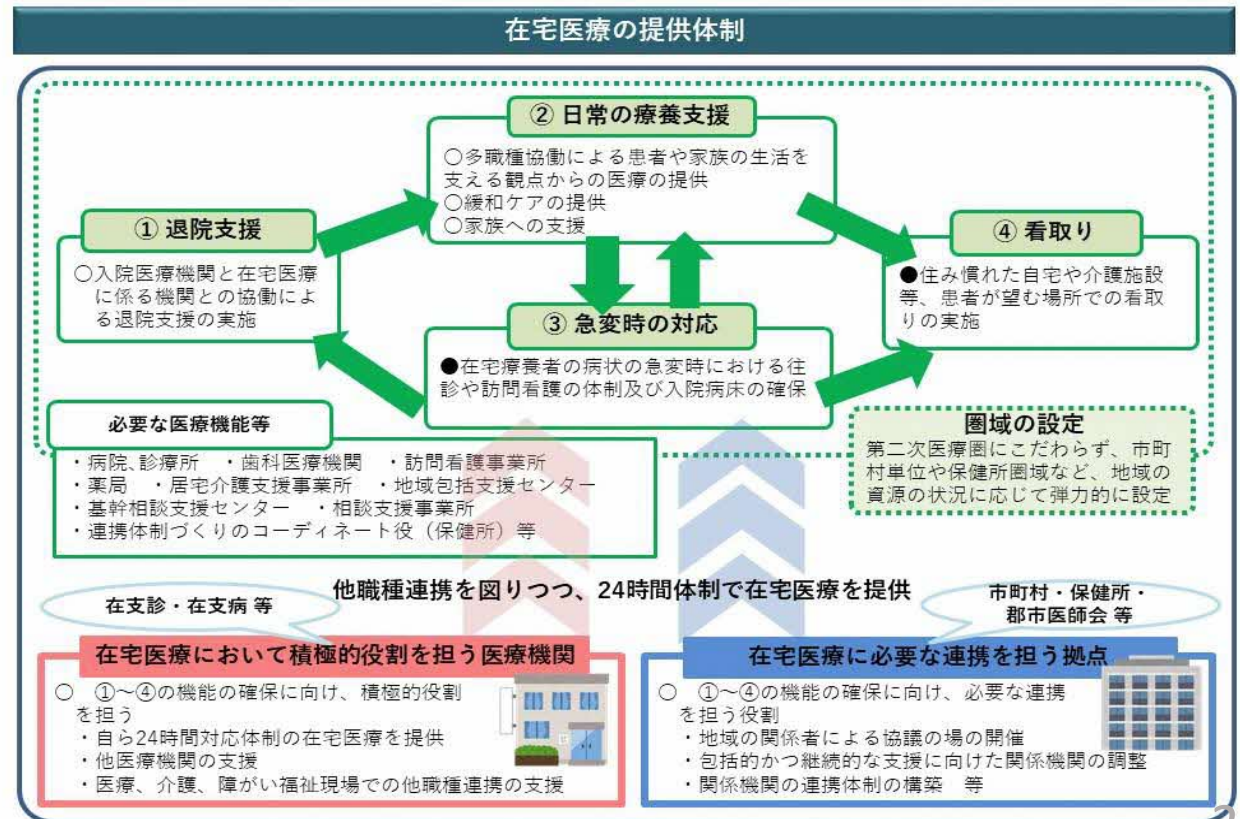 在宅医療の提供体制
② 日常の療養支援
○多職種協働による患者や家族の生活を
支える観点からの医療の提供
○緩和ケアの提供
○家族への支援
① 退院支援
○入院医療機関と在宅医療
に係る機関との協働によ
る退院支援の実施
④ 看取り
●住み慣れた自宅や介護施設
等、患者が望む場所での看取
りの実施
③ 急変時の対応
●在宅療養者の病状の急変時における往
診や訪問看護の体制及び入院病床の確保
必要な医療機能等
・病院、診療所 ・歯科医療機関 ・訪問看護事業所
・薬局 ・居宅介護支援事業所 ・地域包括支援センター
・基幹相談支援センター ・相談支援事業所
・連携体制づくりのコーディネート役（保健所）等
圏域の設定
第二次医療圏にこだわらず、市町
村単位や保健所圏域など、地域の
資源の状況に応じて弾力的に設定
他職種連携を図りつつ、24時間体制で在宅医療を提供
在支診・在支病 等
市町村・保健所・
郡市医師会 等
在宅医療において積極的役割を担う医療機関
○ ①～④の機能の確保に向け、積極的役割
を担う
・自ら24時間対応体制の在宅医療を提供
・他医療機関の支援
・医療、介護、障がい福祉現場での他職種連携の支援
在宅医療に必要な連携を担う拠点
○ ①～④の機能の確保に向け、必要な連携
を担う役割
・地域の関係者による協議の場の開催
・包括的かつ継続的な支援に向けた関係機関の調整
・関係機関の連携体制の構築 等